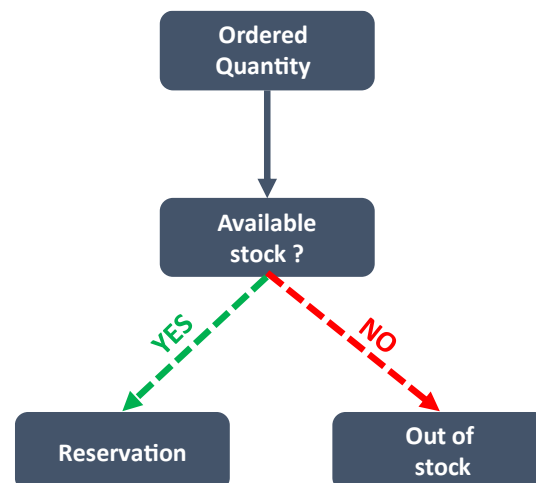 Ordered
Quantity
Available
stock ?
YES
NO
Reservation
Out of
stock